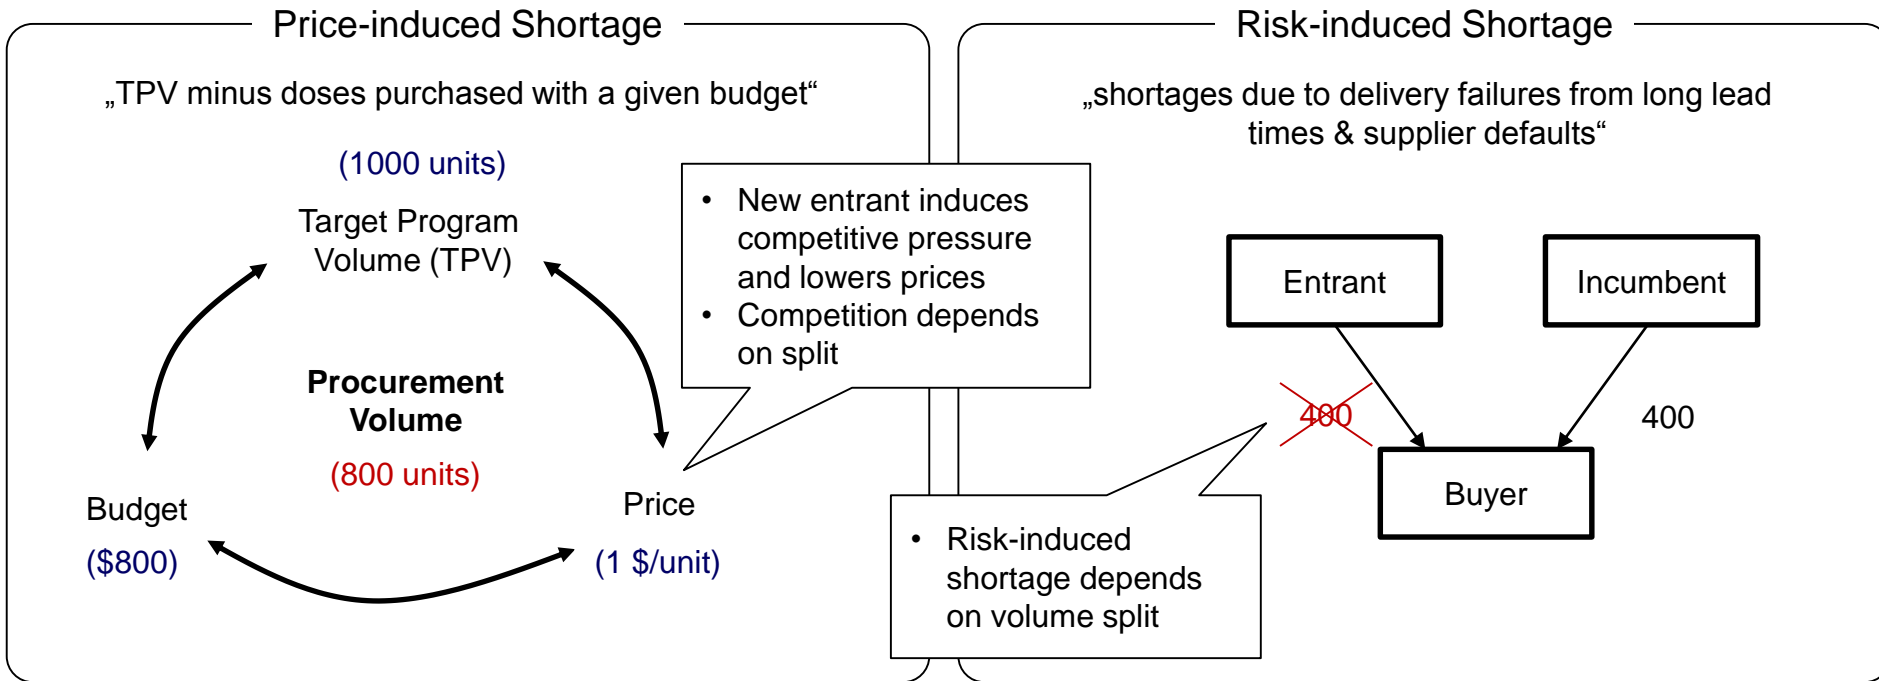 Price-induced Shortage
„TPV minus doses purchased with a given budget“
(1000 units)
Target Program
Volume (TPV)
Procurement
Volume
(800 units)
Budget
($800)
Price
(1 $/unit)
• New entrant induces
competitive pressure
and lowers prices
• Competition depends
on split
Risk-induced Shortage
„shortages due to delivery failures from long lead
times & supplier defaults“
Entrant
Incumbent
400
400
Buyer
• Risk-induced
shortage depends
on volume split